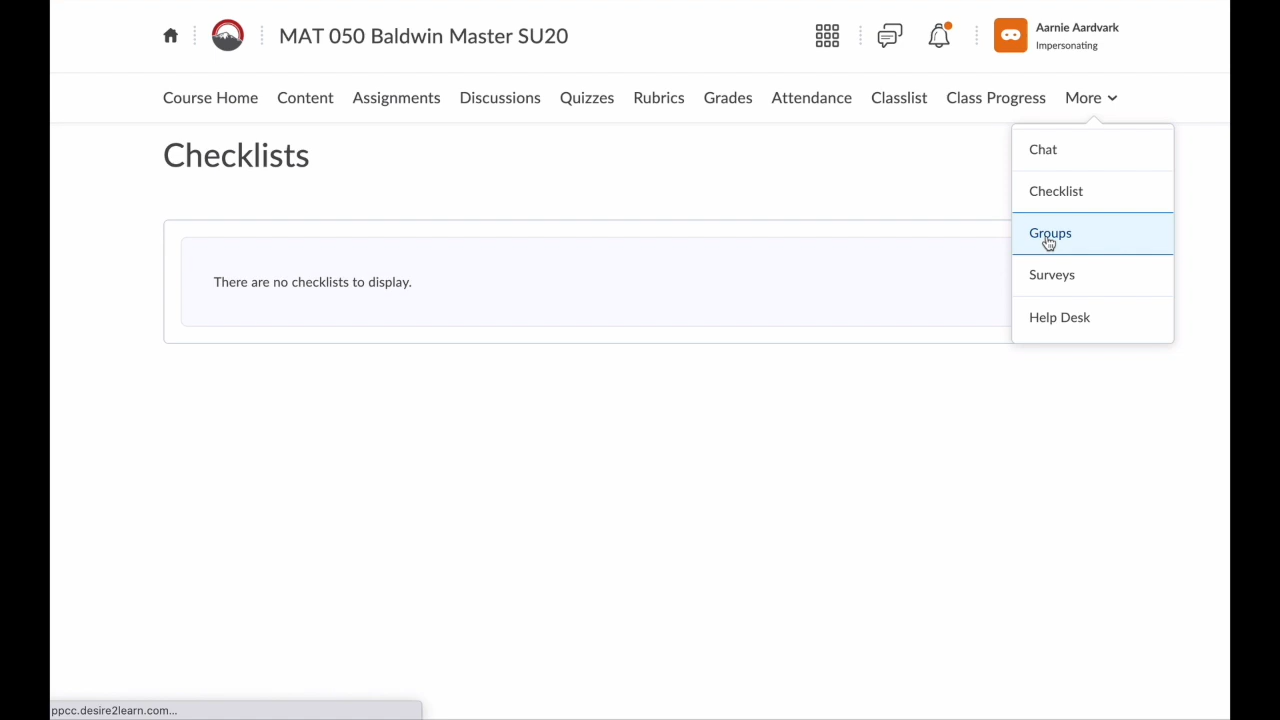 MAT 050 Baldwin Master SU20
Aarnie Aardvark
Impersonating
Course Home Content Assignments Discussions Quizzes Rubrics Grades Attendance Classlist Class Progress More
Checklists
Chat
Checklist
Groups
Surveys
Help Desk
There are no checklists to display.
ppcc.desire2learn.com...